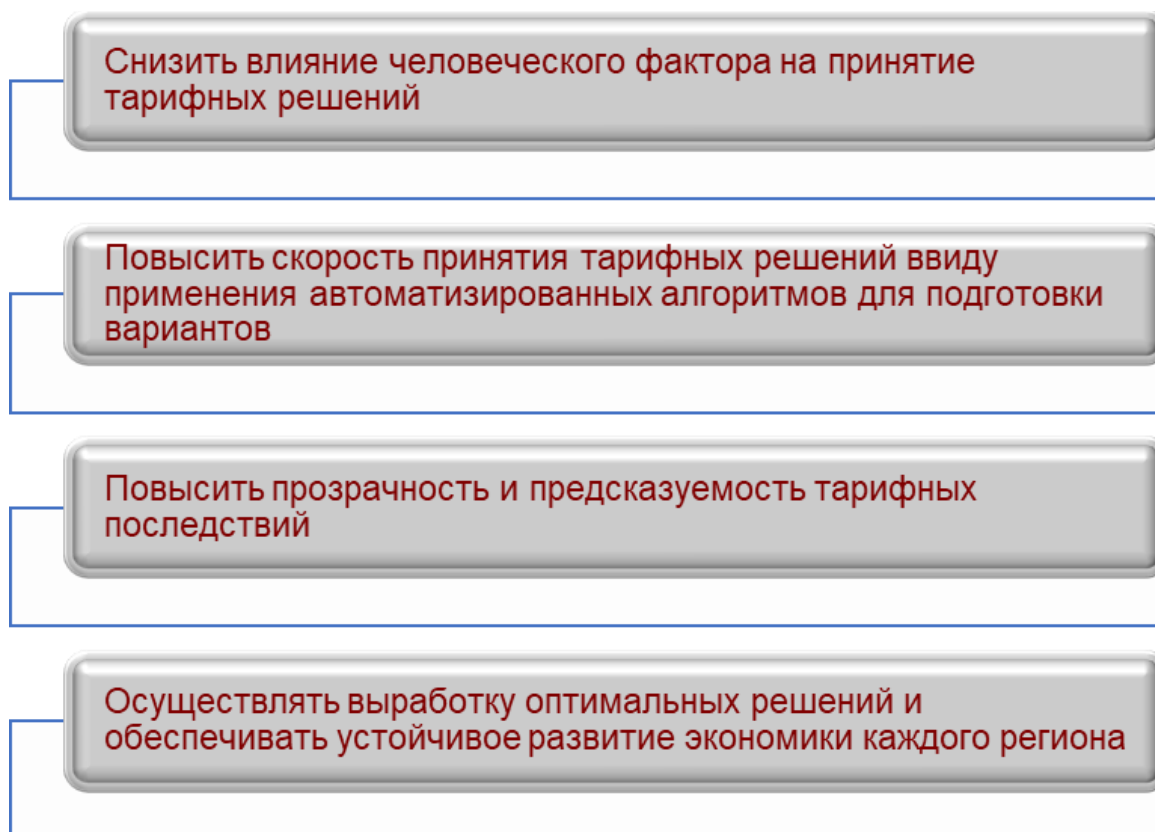 Снизить влияние человеческого фактора на принятие
тарифных решений
Повысить скорость принятия тарифных решений ввиду
применения автоматизированных алгоритмов для подготовки
вариантов
Повысить прозрачность и предсказуемость тарифных
последствий
Осуществлять выработку оптимальных решений и
обеспечивать устойчивое развитие экономики каждого региона